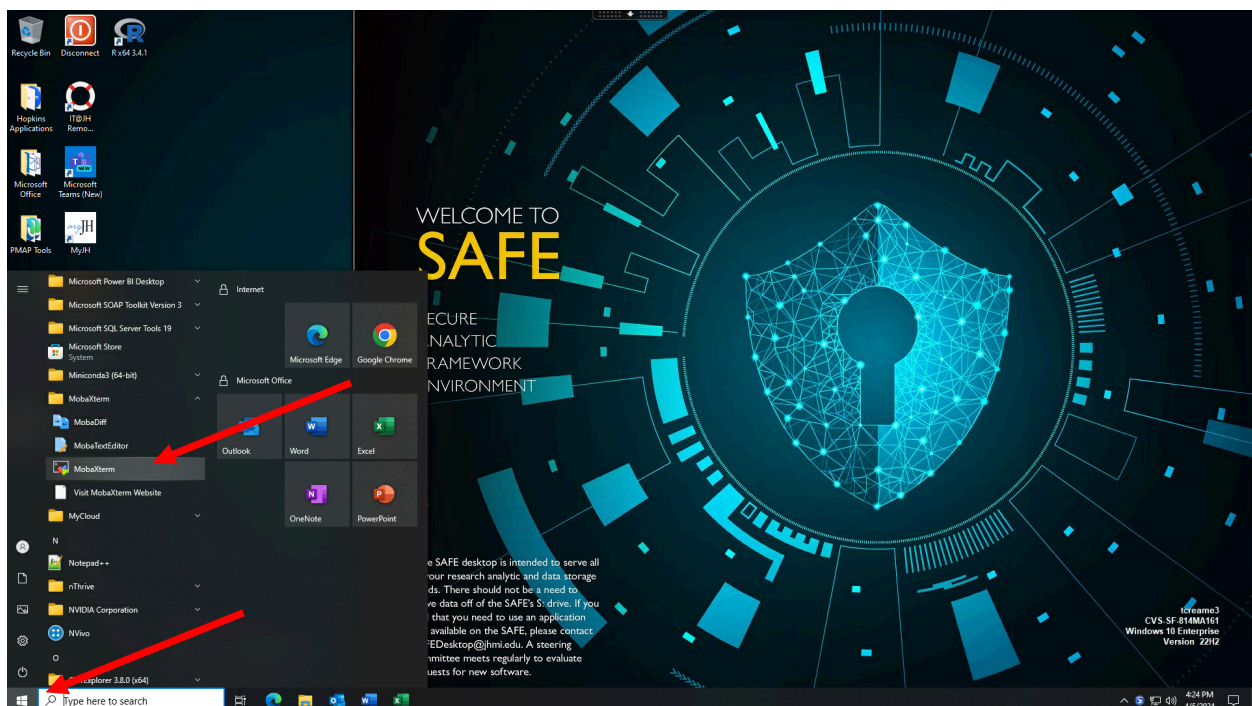 Recycle Bin
Disconnect
R x64 3.4.1
Hopkins
Applications
IT@JH
Remo...
Microsoft
Office
Microsoft
Teams (New)
PMAP Tools
MyJH
WELCOME TO
SAFE
ECURE
NALYTIC
RAMEWORK
NVIRONMENT
Microsoft Power BI Desktop
Microsoft SOAP Toolkit Version 3
Microsoft SQL Server Tools 19
Microsoft Store
System
Miniconda3 (64-bit)
MobaXterm
MobaDiff
MobaTextEditor
MobaXterm
Visit MobaXterm Website
MyCloud
N
Notepad++
nThrive
NVIDIA Corporation
NVivo
O
Explorer 3.8.0 (x64)
Internet
Microsoft Edge
Google Chrome
Microsoft Office
Outlook
Word
Excel
OneNote
PowerPoint
e SAFE desktop is intended to serve all
our research analytic and data storage
ds. There should not be a need to
ve data off of the SAFE's S: drive. If you
l that you need to use an application
available on the SAFE, please contact
FEDesktop@jhmi.edu. A steering
mmittee meets regularly to evaluate
uests for new software.
tcreame3
CVS-SF-814MA161
Windows 10 Enterprise
Version 22H2
Type here to search
4:24 PM